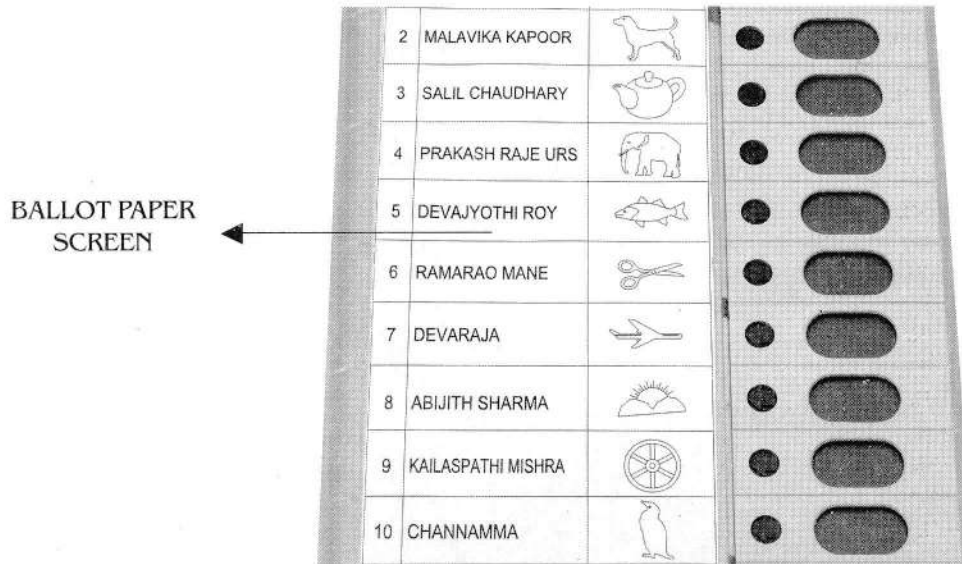 2 MALAVIKA KAPOOR
3 SALIL CHAUDHARY
4 PRAKASH RAJE URS
BALLOT PAPER
SCREEN
5 DEVAJYOTHI ROY
6 RAMARAO MANE
7 DEVARAJA
8 ABIJITH SHARMA
9 KAILASPATHI MISHRA
10 CHANNAMMA